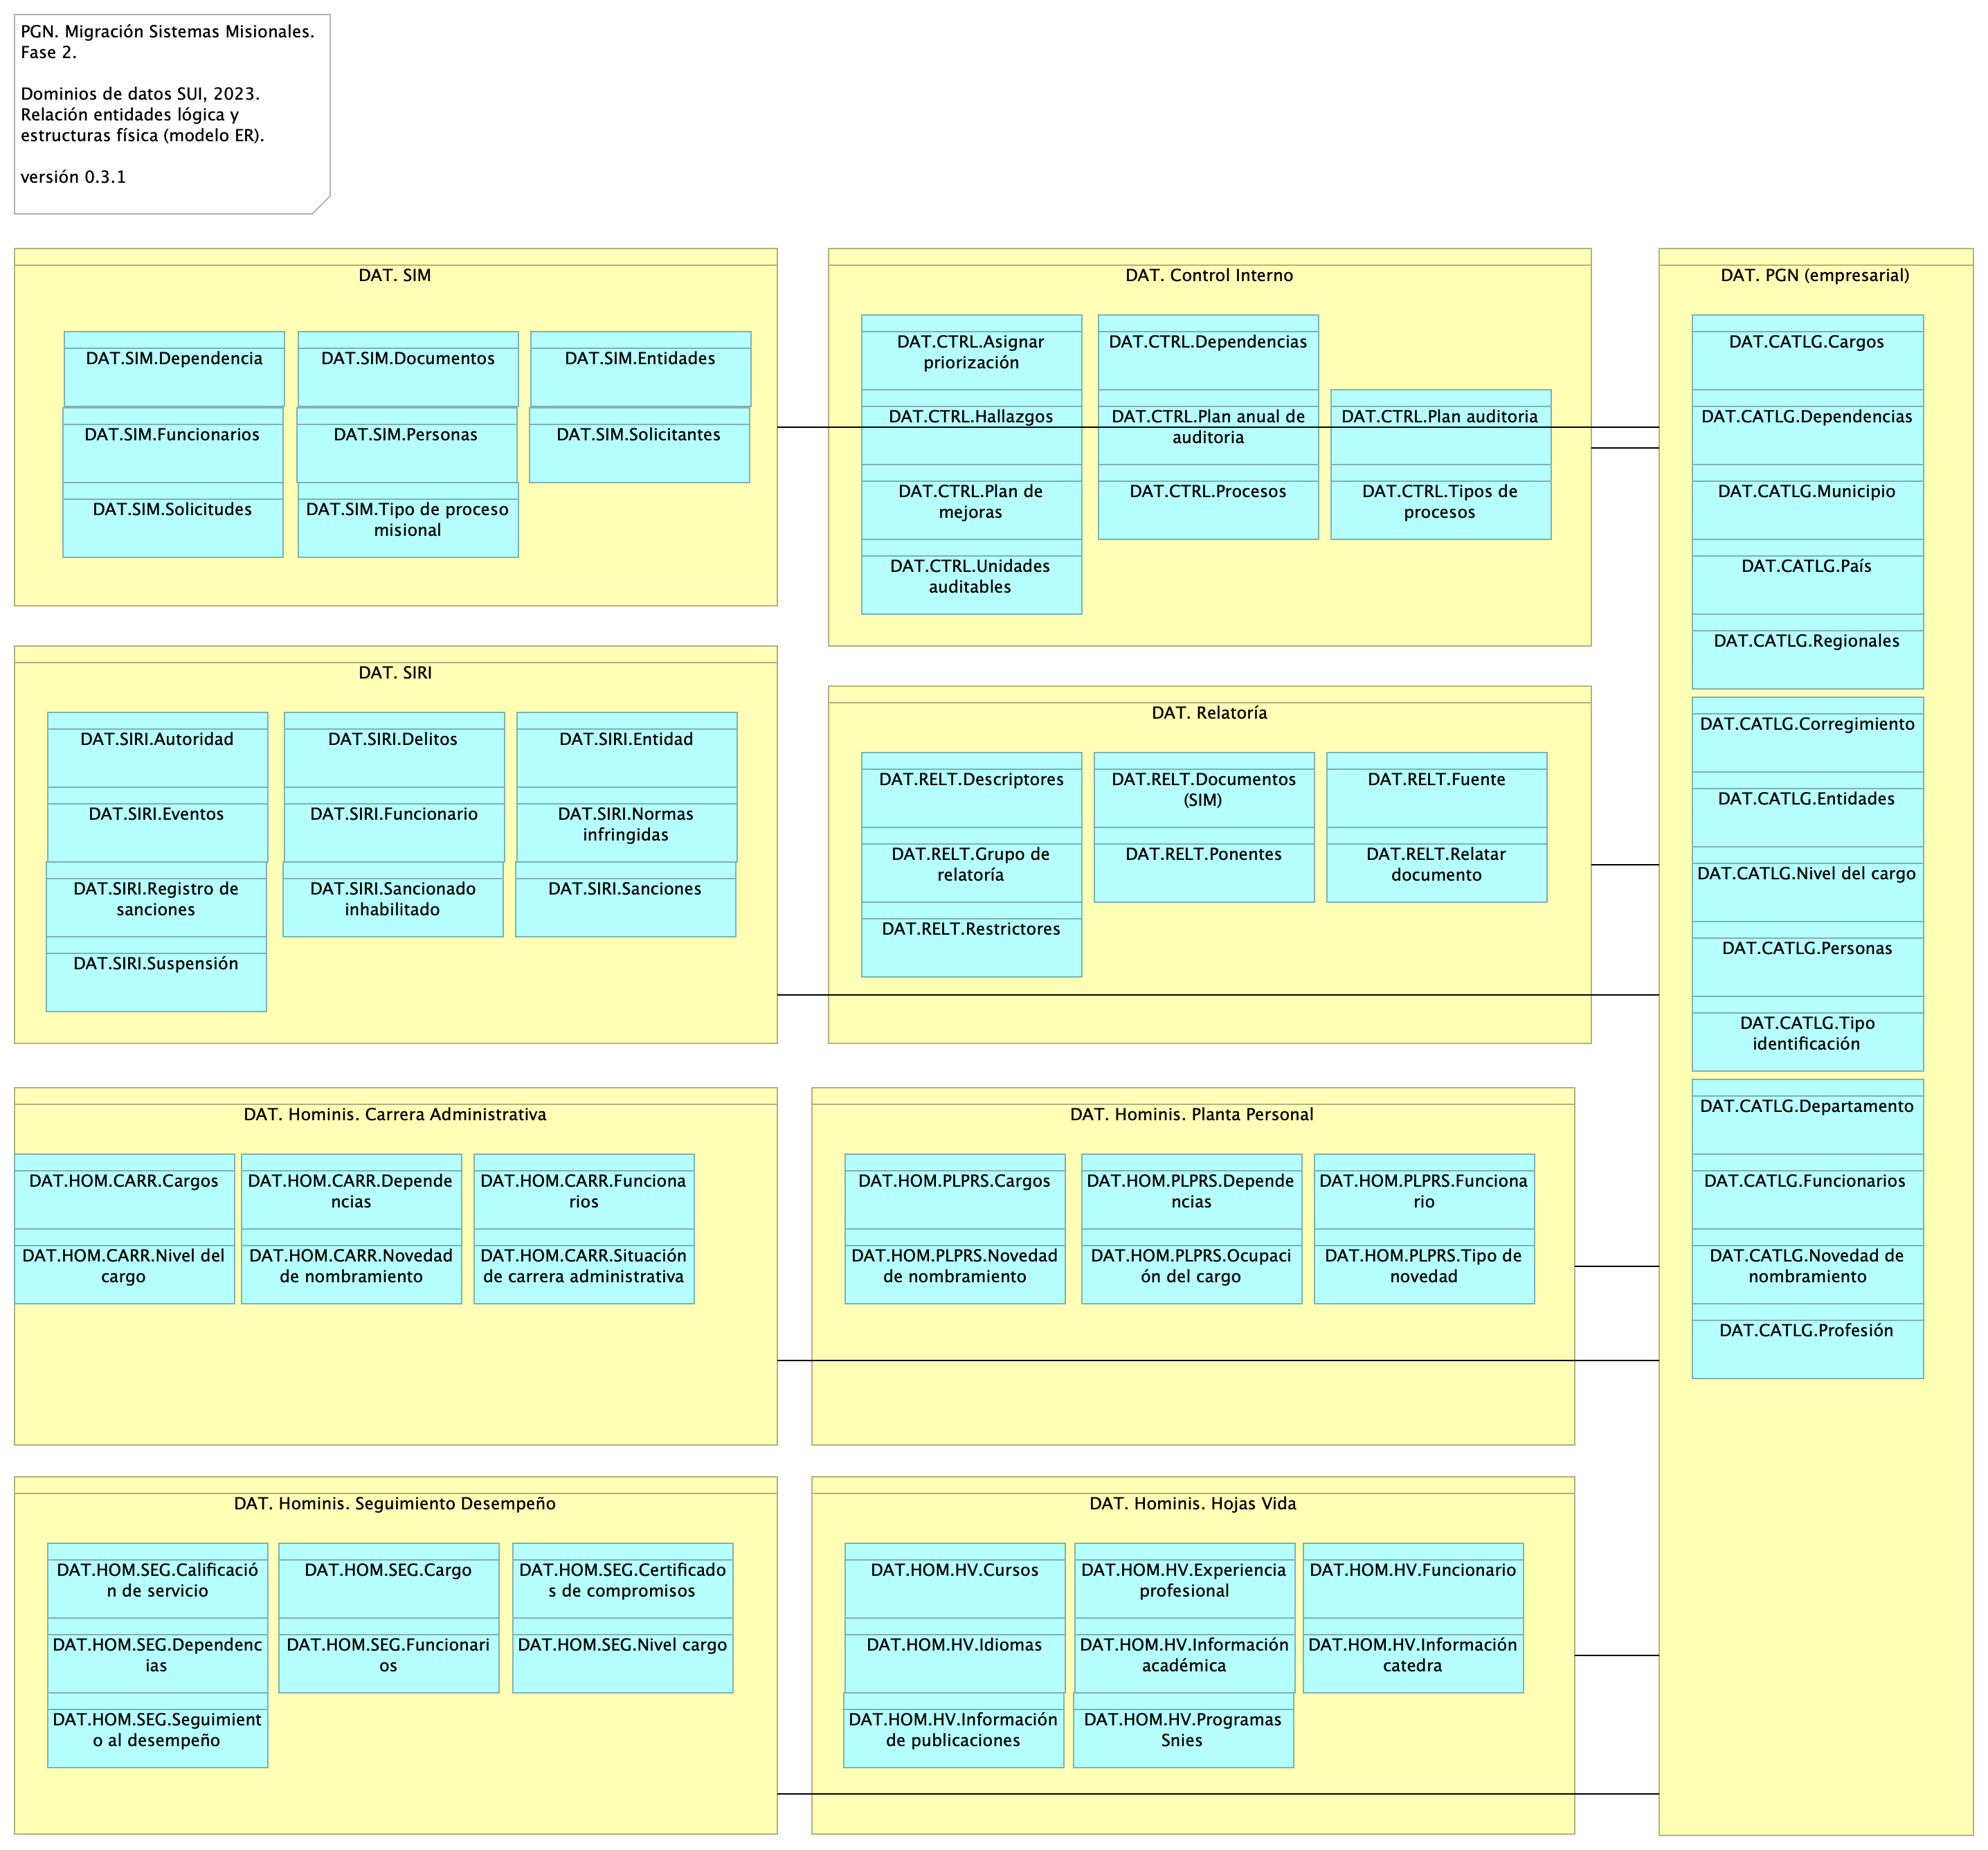 PGN. Migración Sistemas Misionales.
Fase 2.
Dominios de datos SUI, 2023.
Relación entidades lógica y
estructuras física (modelo ER).
versión 0.3.1
DAT. SIM
DAT.SIM.Dependencia
DAT.SIM.Documentos
DAT.SIM.Entidades
DAT.SIM.Funcionarios
DAT.SIM.Personas
DAT.SIM.Solicitantes
DAT.SIM.Solicitudes
DAT.SIM.Tipo de proceso
misional
DAT. Control Interno
DAT.CTRL.Asignar
priorización
DAT.CTRL.Dependencias
DAT.CTRL.Hallazgos
DAT.CTRL.Plan anual de
auditoria
DAT.CTRL.Plan auditoria
DAT.CTRL.Plan de
mejoras
DAT.CTRL.Procesos
DAT.CTRL.Tipos de
procesos
DAT.CTRL.Unidades
auditables
DAT. PGN (empresarial)
DAT.CATLG.Cargos
DAT.CATLG.Dependencias
DAT.CATLG.Municipio
DAT.CATLG.País
DAT.CATLG.Regionales
DAT.CATLG.Corregimiento
DAT.CATLG.Entidades
DAT.CATLG.Nivel del cargo
DAT.CATLG.Personas
DAT.CATLG.Tipo
identificación
DAT.CATLG.Departamento
DAT.CATLG.Funcionarios
DAT.CATLG.Novedad de
nombramiento
DAT.CATLG.Profesión
DAT. SIRI
DAT.SIRI.Autoridad
DAT.SIRI.Delitos
DAT.SIRI.Entidad
DAT.SIRI.Eventos
DAT.SIRI.Funcionario
DAT.SIRI.Normas
infringidas
DAT.SIRI.Registro de
sanciones
DAT.SIRI.Sancionado
inhabilitado
DAT.SIRI.Sanciones
DAT.SIRI.Suspensión
DAT. Relatoría
DAT.RELT.Descriptores
DAT.RELT.Documentos
(SIM)
DAT.RELT.Fuente
DAT.RELT.Grupo de
relatoría
DAT.RELT.Ponentes
DAT.RELT.Relatar
documento
DAT.RELT.Restrictores
DAT. Hominis. Carrera Administrativa
DAT.HOM.CARR.Cargos
DAT.HOM.CARR.Depende
ncias
DAT.HOM.CARR.Funciona
rios
DAT.HOM.CARR.Nivel del
cargo
DAT.HOM.CARR.Novedad
de nombramiento
DAT.HOM.CARR.Situación
de carrera administrativa
DAT. Hominis. Planta Personal
DAT.HOM.PLPRS.Cargos
DAT.HOM.PLPRS.Depende
ncias
DAT.HOM.PLPRS.Funciona
rio
DAT.HOM.PLPRS.Novedad
de nombramiento
DAT.HOM.PLPRS.Ocupaci
ón del cargo
DAT.HOM.PLPRS.Tipo de
novedad
DAT. Hominis. Seguimiento Desempeño
DAT.HOM.SEG.Calificació
n de servicio
DAT.HOM.SEG.Cargo
DAT.HOM.SEG.Certificado
s de compromisos
DAT.HOM.SEG.Dependenc
ias
DAT.HOM.SEG.Funcionari
os
DAT.HOM.SEG.Nivel cargo
DAT.HOM.SEG.Seguimient
o al desempeño
DAT. Hominis. Hojas Vida
DAT.HOM.HV.Cursos
DAT.HOM.HV.Experiencia
profesional
DAT.HOM.HV.Funcionario
DAT.HOM.HV.Idiomas
DAT.HOM.HV.Información
académica
DAT.HOM.HV.Información
catedra
DAT.HOM.HV.Información
de publicaciones
DAT.HOM.HV.Programas
Snies